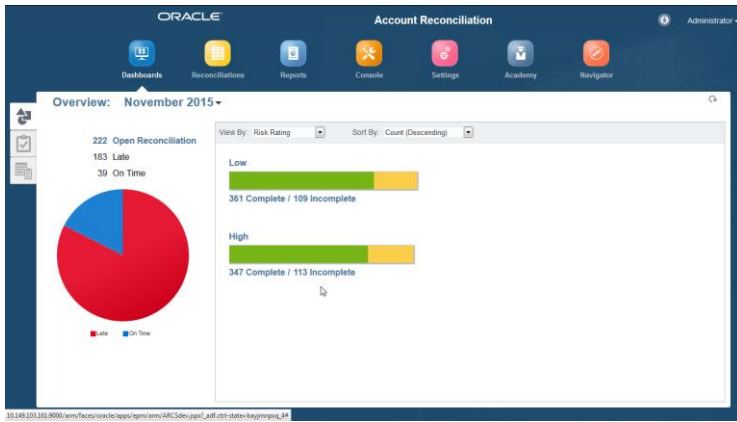 ORACLE
Account Reconciliation
Administrator
Dashboards Reconciliations Reports Console Settings Academy Navigator
Overview: November 2015
222 Open Reconciliation
183 Late
39 On Time
Late On Time
View By: Risk Rating Sort By: Count (Descending)
Low
361 Complete / 109 Incomplete
High
347 Complete / 113 Incomplete